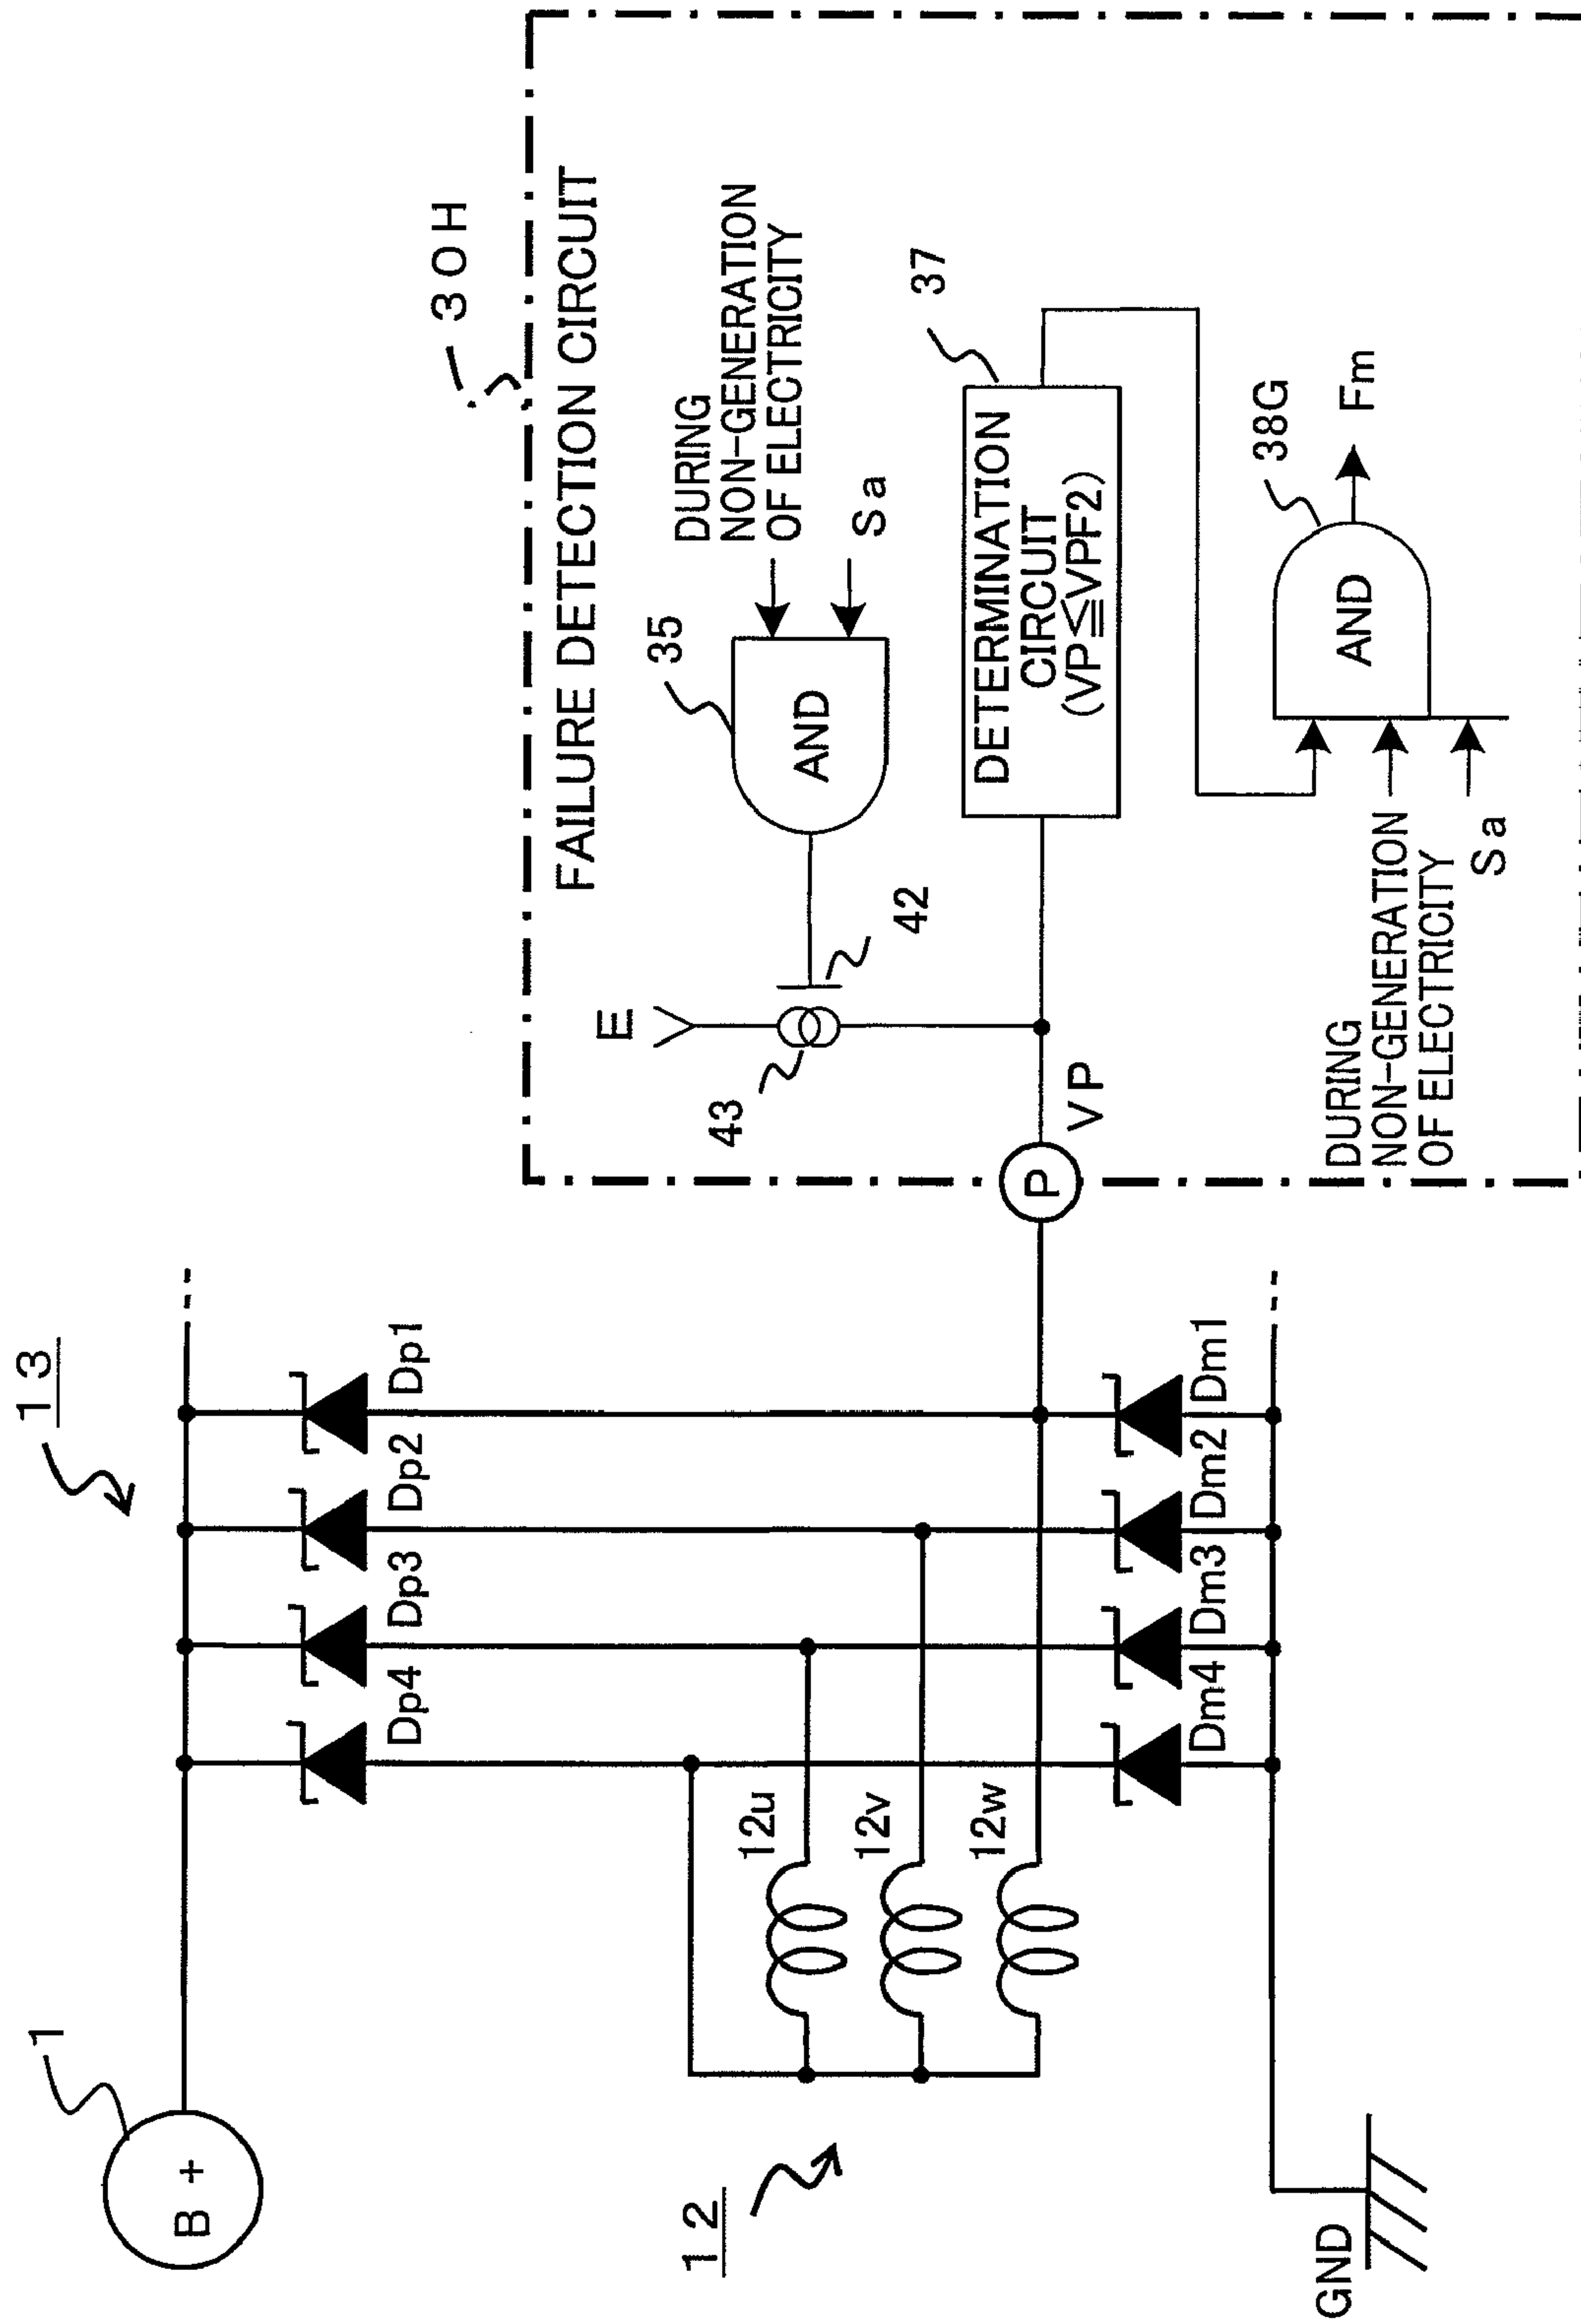 1
B +
13
Dp4
Dp3
Dp2
Dp1
12
12u
12v
12w
Dm4
Dm3
Dm2
Dm1
GND
30H
FAILURE DETECTION CIRCUIT
E
43
42
35
AND
DURING
NON-GENERATION
OF ELECTRICITY
Sa
P
VP
37
DETERMINATION
CIRCUIT
(VP≦VPF2)
DURING
NON-GENERATION
OF ELECTRICITY
Sa
38G
AND
Fm